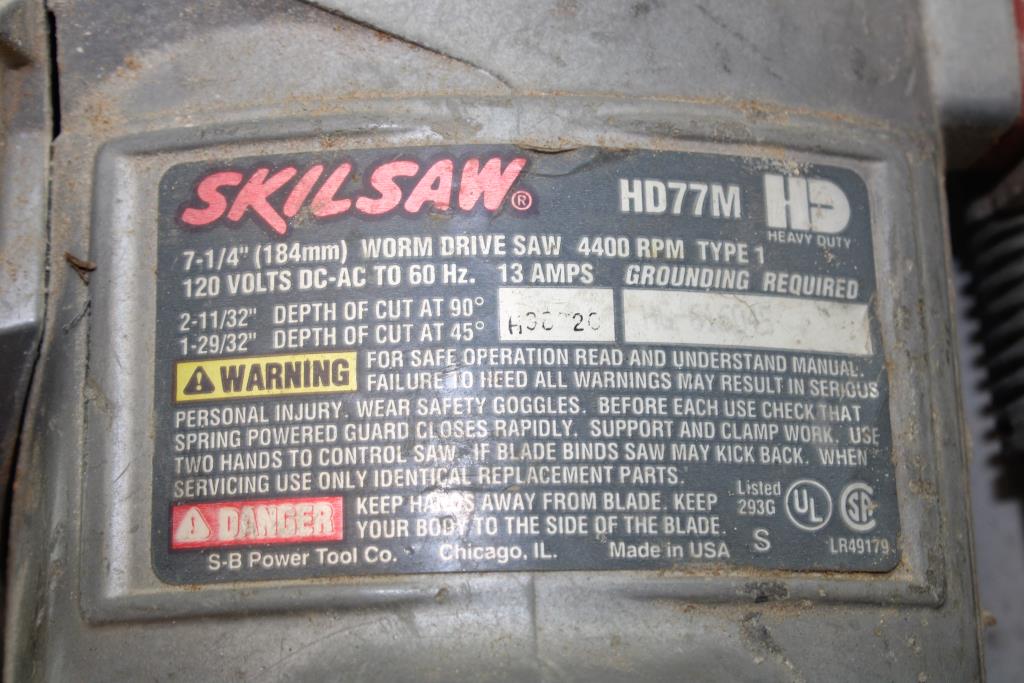 SKILSAW®
HD77M
HD
HEAVY DUTY
7-1/4" (184mm) WORM DRIVE SAW 4400 RPM TYPE 1
120 VOLTS DC-AC TO 60 Hz. 13 AMPS GROUNDING REQUIRED
2-11/32" DEPTH OF CUT AT 90°
1-29/32" DEPTH OF CUT AT 45°
⚠ WARNING FOR SAFE OPERATION READ AND UNDERSTAND MANUAL.
FAILURE TO HEED ALL WARNINGS MAY RESULT IN SERIOUS
PERSONAL INJURY. WEAR SAFETY GOGGLES. BEFORE EACH USE CHECK THAT
SPRING POWERED GUARD CLOSES RAPIDLY. SUPPORT AND CLAMP WORK. USE
TWO HANDS TO CONTROL SAW. IF BLADE BINDS SAW MAY KICK BACK. WHEN
SERVICING USE ONLY IDENTICAL REPLACEMENT PARTS.
⚠ DANGER KEEP HANDS AWAY FROM BLADE. KEEP
YOUR BODY TO THE SIDE OF THE BLADE.
Listed
293G
UL
SA
S-B Power Tool Co. Chicago, IL. Made in USA S
LR49179